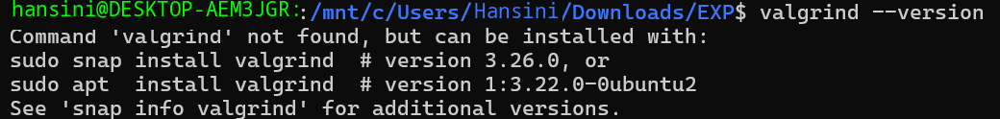 hansini@DESKTOP-AEM3JGR:/mnt/c/Users/Hansini/Downloads/EXP$ valgrind --version
Command 'valgrind' not found, but can be installed with:
sudo snap install valgrind  # version 3.26.0, or
sudo apt  install valgrind  # version 1:3.22.0-0ubuntu2
See 'snap info valgrind' for additional versions.